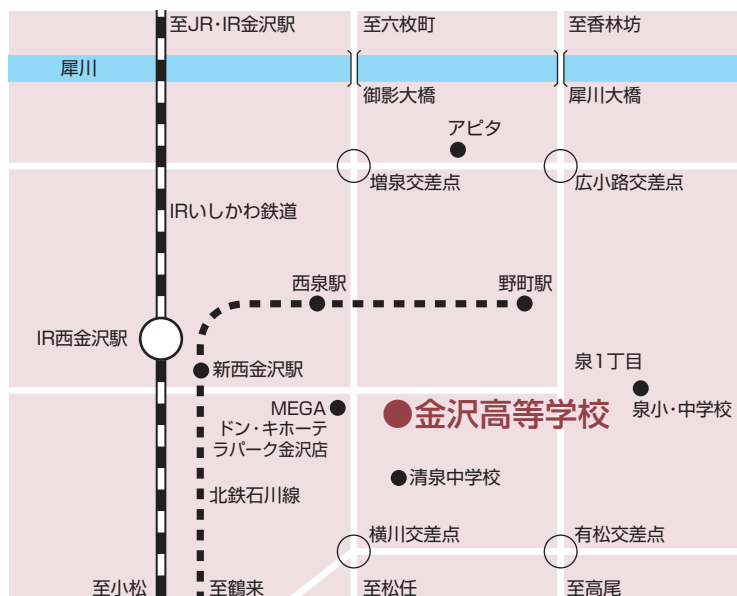 至JR・IR金沢駅
至六枚町
至香林坊
犀川
御影大橋
犀川大橋
アピタ
増泉交差点
広小路交差点
IRいしかわ鉄道
西泉駅
野町駅
IR西金沢駅
新西金沢駅
泉1丁目
泉小・中学校
MEGA
ドン・キホーテ
ラパーク金沢店
金沢高等学校
清泉中学校
北鉄石川線
横川交差点
有松交差点
至小松
至鶴来
至松任
至高尾